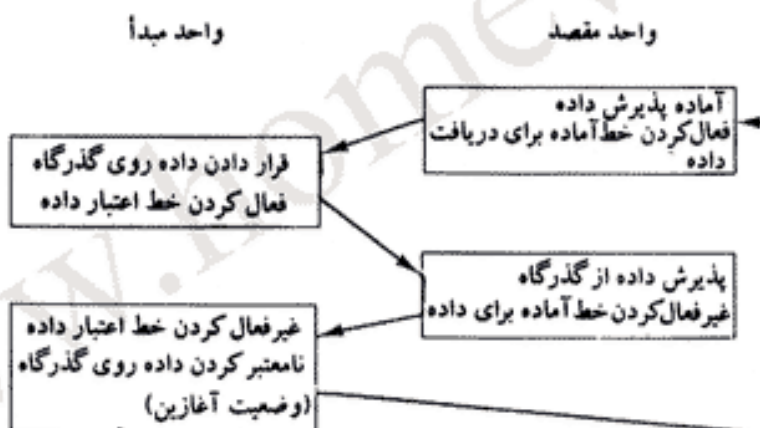 واحد مقصد
واحد مبدأ
آماده پذیرش داده
فعال‌کردن خط آماده برای دریافت
داده
قرار دادن داده روی گذرگاه
فعال کردن خط اعتبار داده
پذیرش داده از گذرگاه
غیرفعال‌کردن خط آماده برای داده
غیرفعال کردن خط اعتبار داده
نامعتبر کردن داده روی گذرگاه
(وضعیت آغازین)